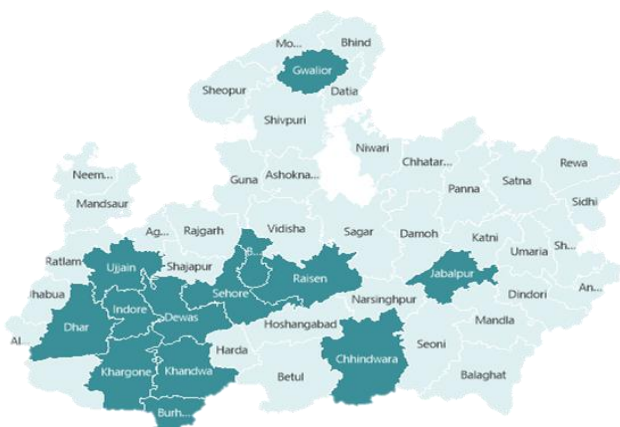 Mo...
Bhind
Gwalior
Sheopur
Datia
Shivpuri
Niwari
Chhatar...
Rewa
Neem...
Guna
Ashokna...
Panna
Satna
Sidhi
Mandsaur
Ag...
Rajgarh
Vidisha
Sagar
Damoh
Katni
Umaria
Sh...
Ratlam
Ujjain
Shajapur
B...
Raisen
Jabalpur
Jhabua
Indore
Dewas
Sehore
Narsinghpur
Dindori
An...
Al...
Dhar
Hoshangabad
Mandla
Khargone
Khandwa
Harda
Betul
Chhindwara
Seoni
Balaghat
Burh...